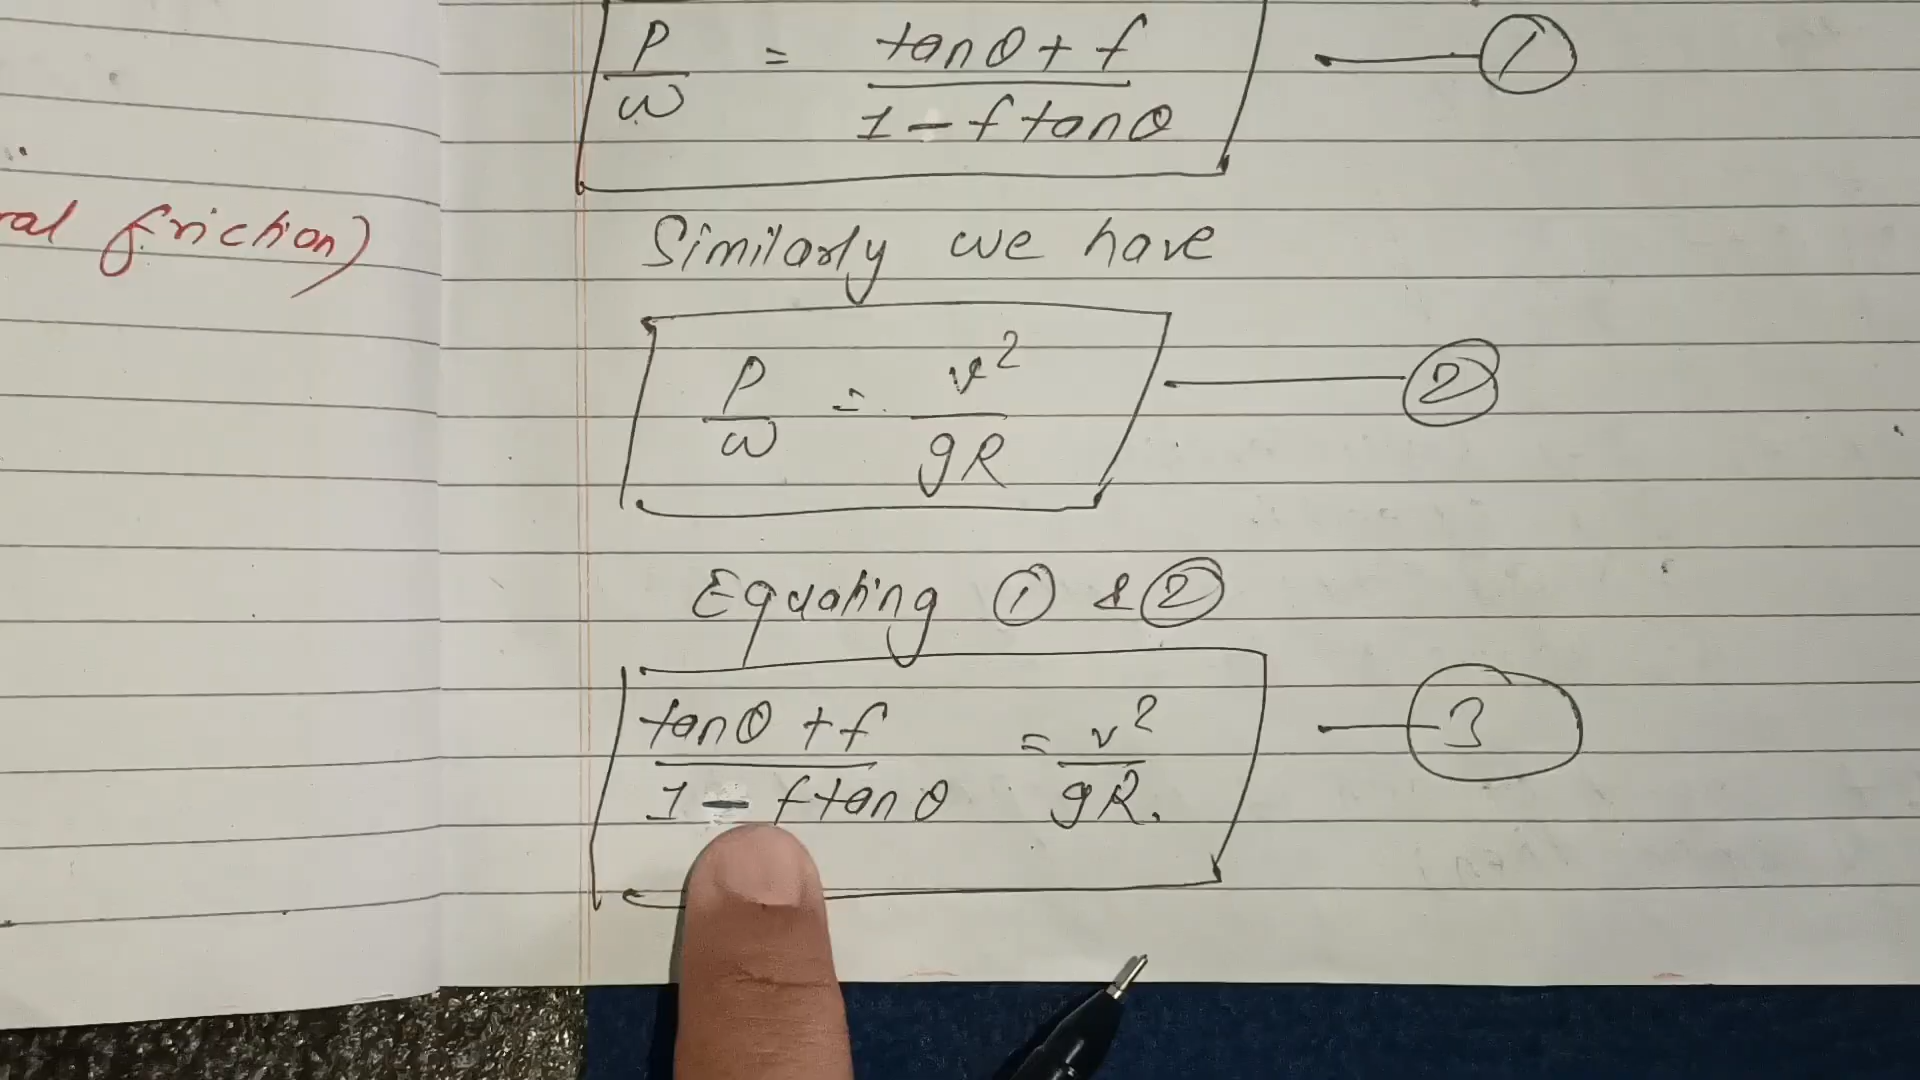 P/w = tanθ + f / 1 - f tanθ ①
friction)
Similarly we have
P/w = v²/gR ②
Equating ① & ②
tanθ + f / 1 - f tanθ = v²/gR. ③